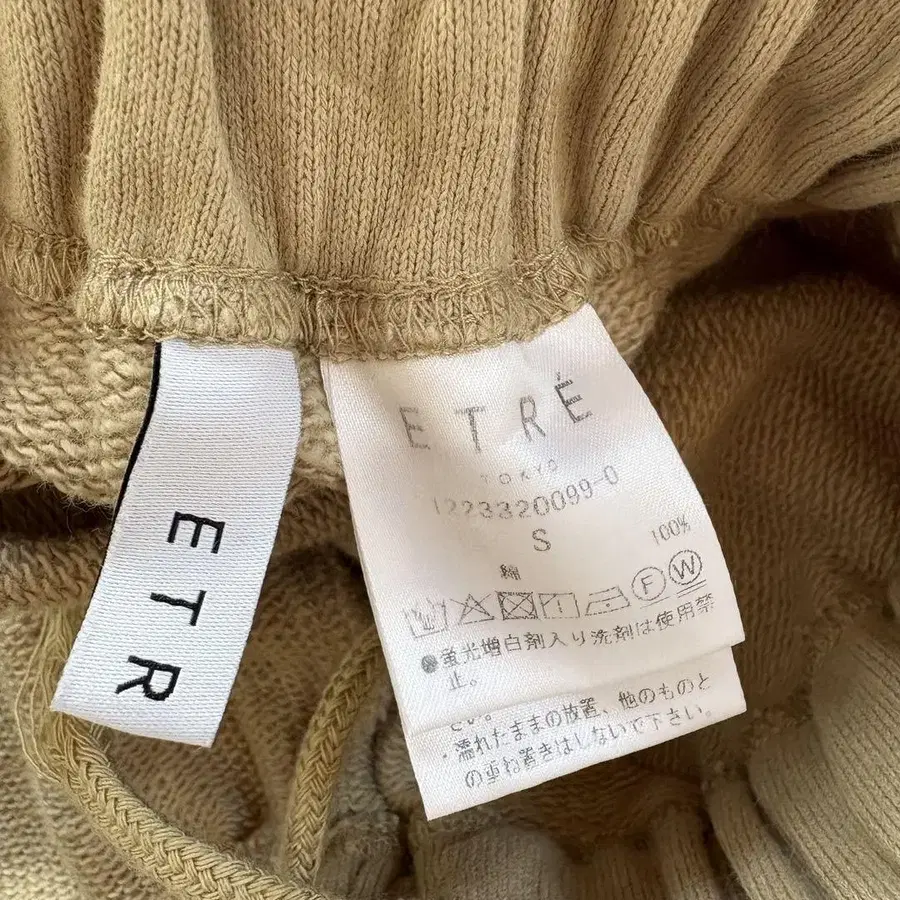 ETR
ETRÉ
TOKYO
1223320099-0
S
綿 100%
F W
●蛍光増白剤入り洗剤は使用禁
止。
さい。
・濡れたままの放置、他のものと
の重ね置きはしないで下さい。